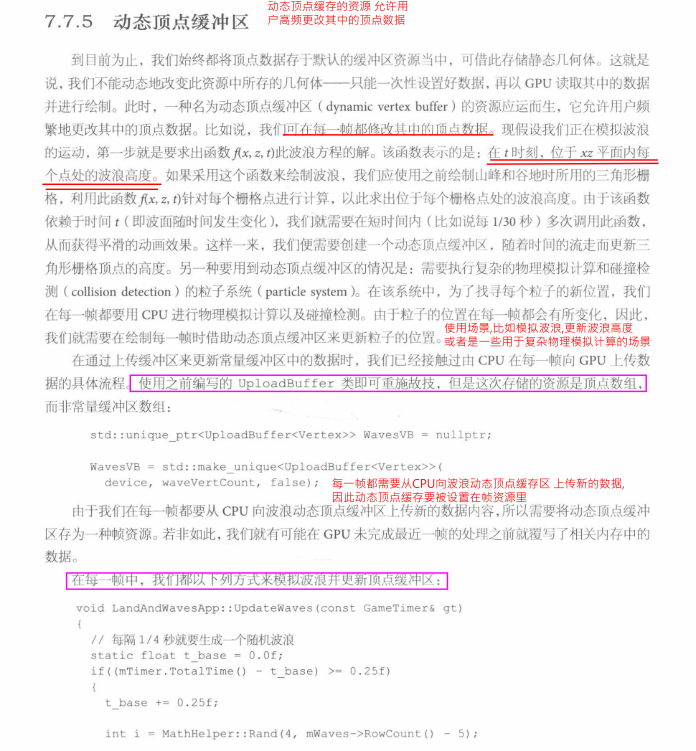 动态顶点缓存的资源 允许用
户高频更改其中的顶点数据
7.7.5 动态顶点缓冲区
到目前为止，我们始终都将顶点数据存于默认的缓冲区资源当中，可借此存储静态几何体。这就是
说，我们不能动态地改变此资源中所存的几何体——只能一次性设置好数据，再以 GPU 读取其中的数据
并进行绘制。此时，一种名为动态顶点缓冲区（dynamic vertex buffer）的资源应运而生，它允许用户频
繁地更改其中的顶点数据。比如说，我们可在每一帧都修改其中的顶点数据。现假设我们正在模拟波浪
的运动，第一步就是要求出函数 f(x, z, t)此波浪方程的解。该函数表示的是：在 t 时刻，位于 xz 平面内每
个点处的波浪高度。如果采用这个函数来绘制波浪，我们应使用之前绘制山峰和谷地时所用的三角形栅
格，利用此函数 f(x, z, t)针对每个栅格点进行计算，以此求出位于每个栅格点处的波浪高度。由于该函数
依赖于时间 t（即波面随时间发生变化），我们就需要在短时间内（比如说每 1/30 秒）多次调用此函数，
从而获得平滑的动画效果。这样一来，我们便需要创建一个动态顶点缓冲区，随着时间的流走而更新三
角形栅格顶点的高度。另一种要用到动态顶点缓冲区的情况是：需要执行复杂的物理模拟计算和碰撞检
测（collision detection）的粒子系统（particle system）。在该系统中，为了找寻每个粒子的新位置，我们
在每一帧都要用 CPU 进行物理模拟计算以及碰撞检测。由于粒子的位置在每一帧都会有所变化，因此，
我们就需要在绘制每一帧时借助动态顶点缓冲区来更新粒子的位置。
使用场景,比如模拟波浪,更新波浪高度
或者是一些用于复杂物理模拟计算的场景
在通过上传缓冲区来更新常量缓冲区中的数据时，我们已经接触过由 CPU 在每一帧向 GPU 上传数
据的具体流程。使用之前编写的 UploadBuffer 类即可重施故技，但是这次存储的资源是顶点数组，
而非常量缓冲区数组：
std::unique_ptr<UploadBuffer<Vertex>> WavesVB = nullptr;
WavesVB = std::make_unique<UploadBuffer<Vertex>>(
device, waveVertCount, false);
每一帧都需要从CPU向波浪动态顶点缓存区 上传新的数据,
因此动态顶点缓存要被设置在帧资源里
由于我们在每一帧都要从 CPU 向波浪动态顶点缓冲区上传新的数据内容，所以需要将动态顶点缓冲
区存为一种帧资源。若非如此，我们就有可能在 GPU 未完成最近一帧的处理之前就覆写了相关内存中的
数据。
在每一帧中，我们都以下列方式来模拟波浪并更新顶点缓冲区：
void LandAndWavesApp::UpdateWaves(const GameTimer& gt)
{
// 每隔 1/4 秒就要生成一个随机波浪
static float t_base = 0.0f;
if((mTimer.TotalTime() - t_base) >= 0.25f)
{
t_base += 0.25f;
int i = MathHelper::Rand(4, mWaves->RowCount() - 5);